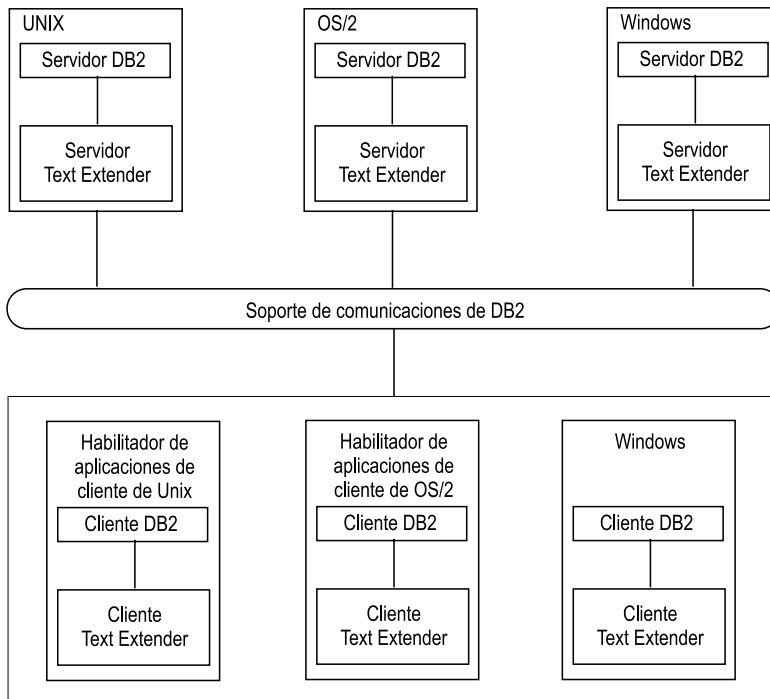 UNIX
Servidor DB2
Servidor
Text Extender
OS/2
Servidor DB2
Servidor
Text Extender
Windows
Servidor DB2
Servidor
Text Extender
Soporte de comunicaciones de DB2
Habilitador de
aplicaciones de
cliente de Unix
Cliente DB2
Cliente
Text Extender
Habilitador de
aplicaciones de
cliente de OS/2
Cliente DB2
Cliente
Text Extender
Windows
Cliente DB2
Cliente
Text Extender